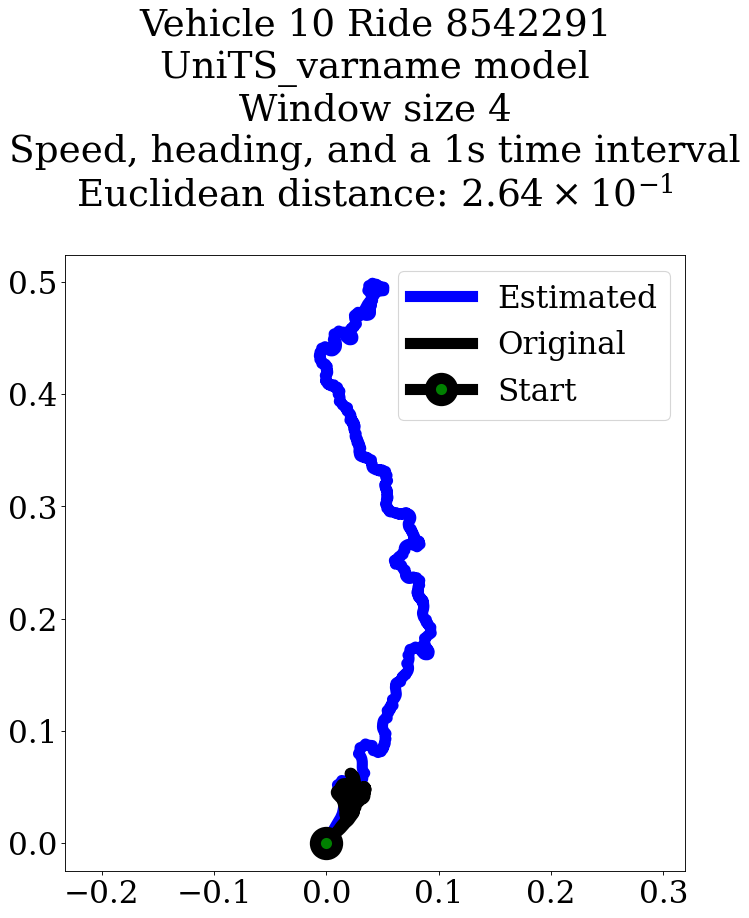 Vehicle 10 Ride 8542291
UniTS_varname model
Window size 4
Speed, heading, and a 1s time interval
Euclidean distance: 2.64 × 10⁻¹
Estimated
Original
Start
0.5
0.4
0.3
0.2
0.1
0.0
−0.2 −0.1 0.0 0.1 0.2 0.3